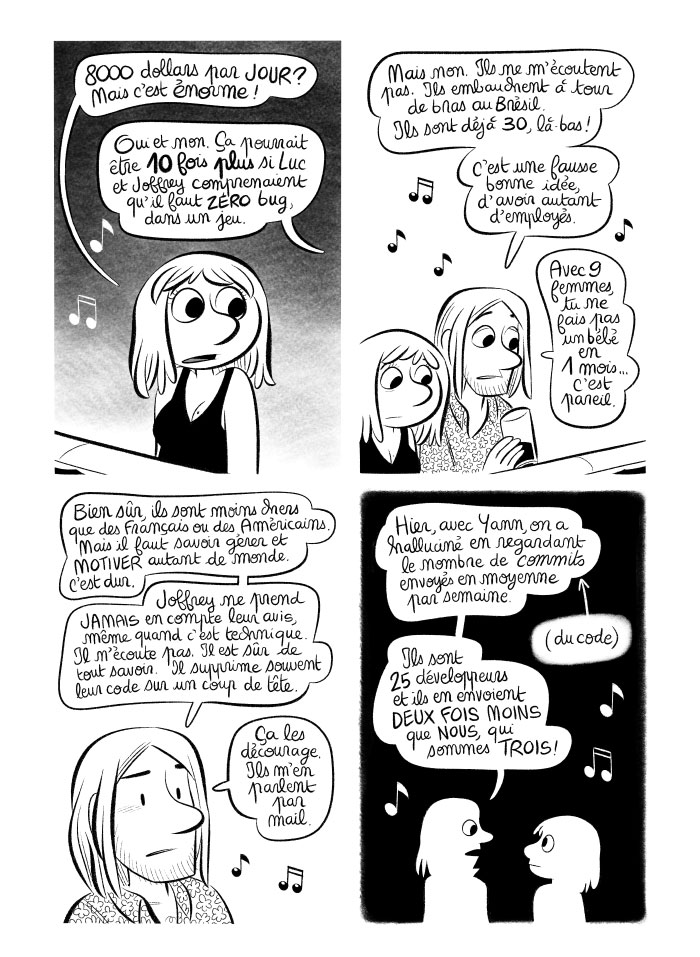 8000 dollars par JOUR?
Mais c'est énorme !
Oui et non. Ça pourrait
être 10 fois plus si Luc
et Joffrey comprenaient
qu'il faut ZÉRO bug,
dans un jeu.
Mais non. Ils ne m'écoutent
pas. Ils embauchent à tour
de bras au Brésil.
Ils sont déjà 30, là-bas !
C'est une fausse
bonne idée,
d'avoir autant
d'employés.
Avec 9
femmes,
tu ne
fais pas
un bébé
en
1 mois...
c'est
pareil.
Bien sûr, ils sont moins chers
que des Français ou des Américains.
Mais il faut savoir gérer et
MOTIVER autant de monde.
C'est dur.
Joffrey ne prend
JAMAIS en compte leur avis,
même quand c'est technique.
Il m'écoute pas. Il est sûr de
tout savoir. Il supprime souvent
leur code sur un coup de tête.
Ça les
décourage.
Ils m'en
parlent
par
mail.
Hier, avec Yann, on a
halluciné en regardant
le nombre de commits
envoyés en moyenne
par semaine.
(du code)
Ils sont
25 développeurs
et ils en envoient
DEUX FOIS MOINS
que NOUS, qui
sommes TROIS!